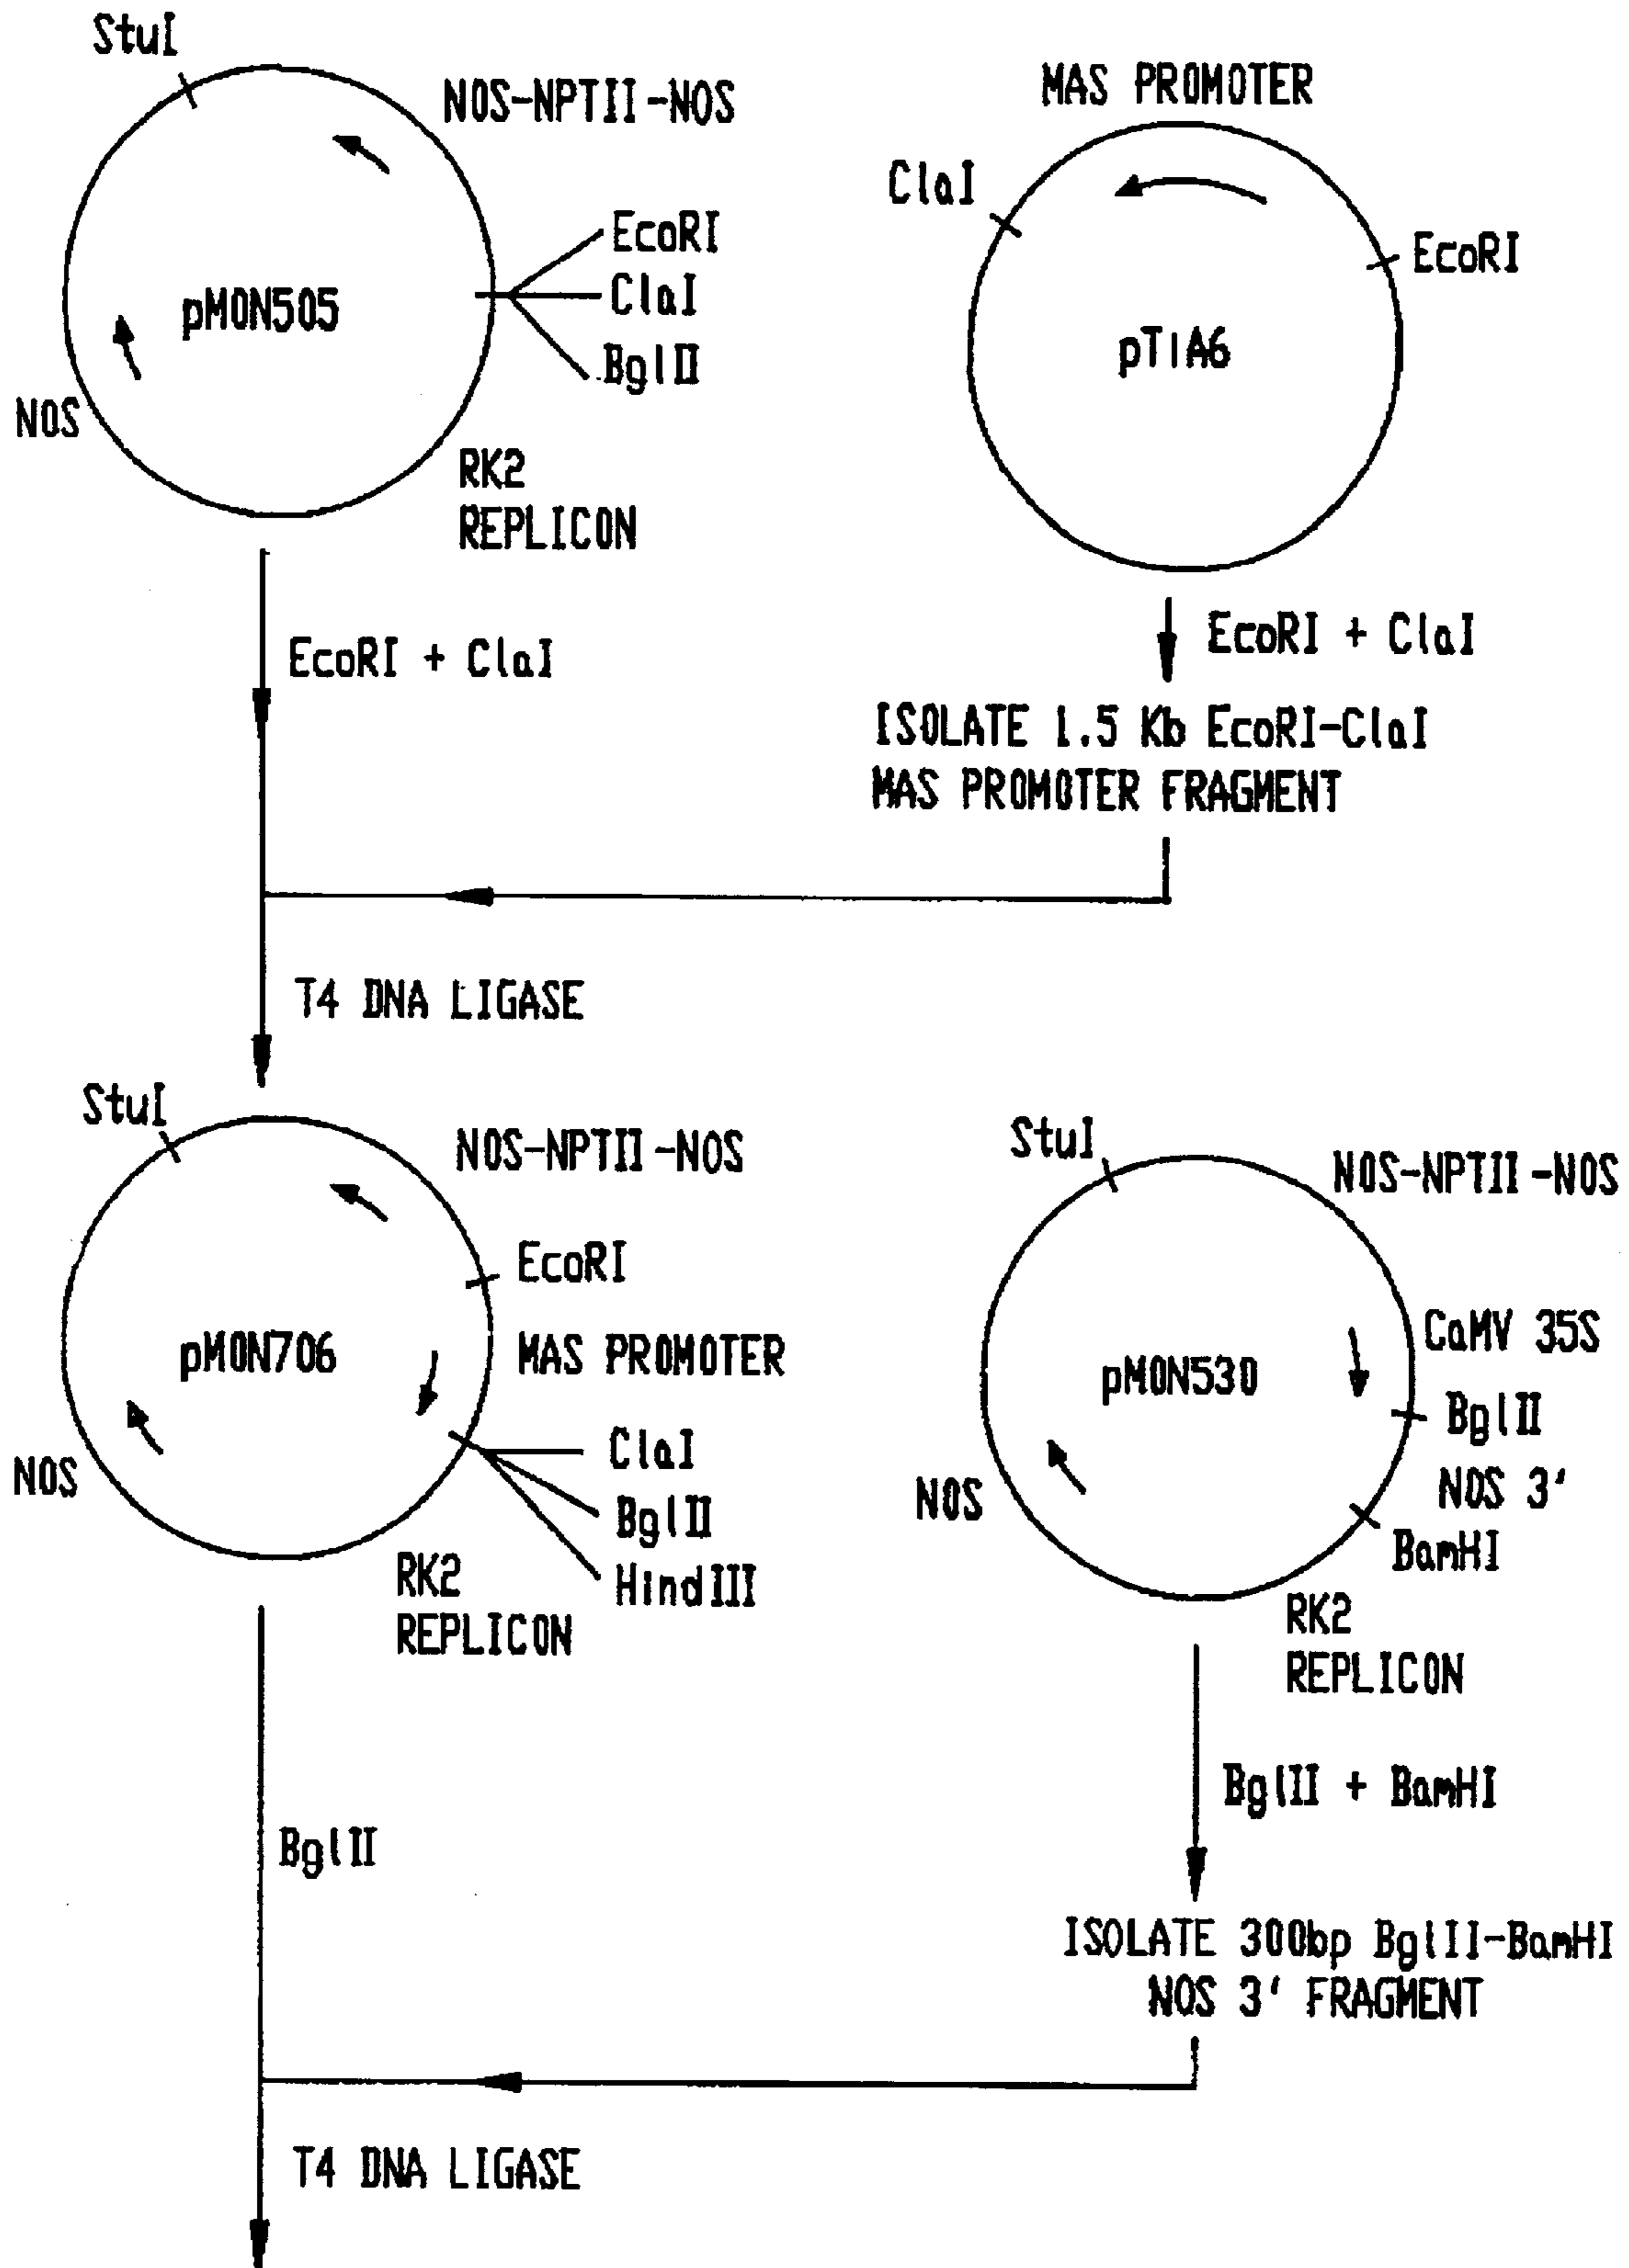 StuI
NOS-NPTII-NOS
EcoRI
ClaI
BglII
pMON505
NOS
RK2
REPLICON
MAS PROMOTER
ClaI
EcoRI
pTiA6
EcoRI + ClaI
EcoRI + ClaI
ISOLATE 1.5 Kb EcoRI-ClaI
MAS PROMOTER FRAGMENT
T4 DNA LIGASE
StuI
NOS-NPTII-NOS
EcoRI
pMON706
MAS PROMOTER
ClaI
BglII
HindIII
NOS
RK2
REPLICON
StuI
NOS-NPTII-NOS
CaMV 35S
pMON530
BglII
NOS 3'
BamHI
NOS
RK2
REPLICON
BglII + BamHI
BglII
ISOLATE 300bp BglII-BamHI
NOS 3' FRAGMENT
T4 DNA LIGASE